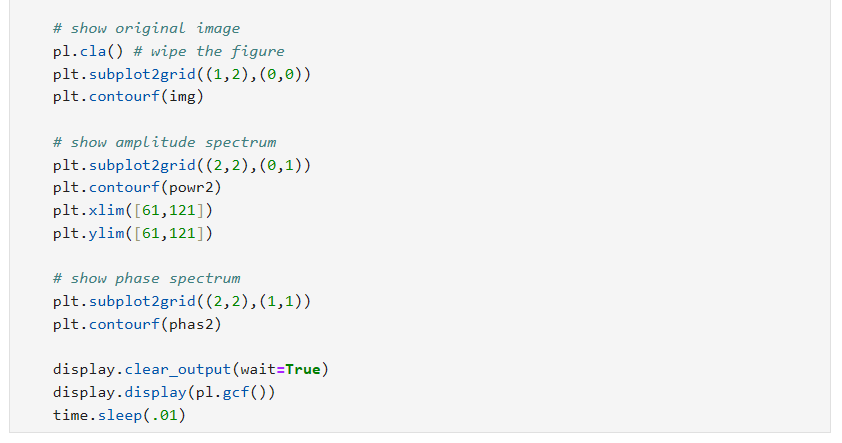 # show original image
pl.cla() # wipe the figure
plt.subplot2grid((1,2),(0,0))
plt.contourf(img)
# show amplitude spectrum
plt.subplot2grid((2,2),(0,1))
plt.contourf(powr2)
plt.xlim([61,121])
plt.ylim([61,121])
# show phase spectrum
plt.subplot2grid((2,2),(1,1))
plt.contourf(phas2)
display.clear_output(wait=True)
display.display(pl.gcf())
time.sleep(.01)